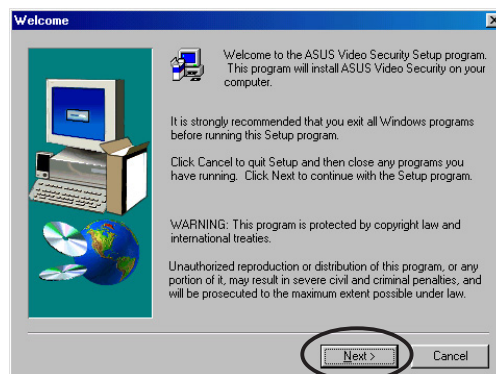 Welcome
Welcome to the ASUS Video Security Setup program.
This program will install ASUS Video Security on your
computer.
It is strongly recommended that you exit all Windows programs
before running this Setup program.
Click Cancel to quit Setup and then close any programs you
have running. Click Next to continue with the Setup program.
WARNING: This program is protected by copyright law and
international treaties.
Unauthorized reproduction or distribution of this program, or any
portion of it, may result in severe civil and criminal penalties, and
will be prosecuted to the maximum extent possible under law.
Next >
Cancel